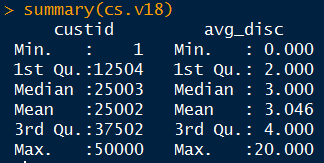 > summary(cs.v18)
     custid         avg_disc
 Min.   :    1   Min.   : 0.000
 1st Qu.:12504   1st Qu.: 2.000
 Median :25003   Median : 3.000
 Mean   :25002   Mean   : 3.046
 3rd Qu.:37502   3rd Qu.: 4.000
 Max.   :50000   Max.   :20.000